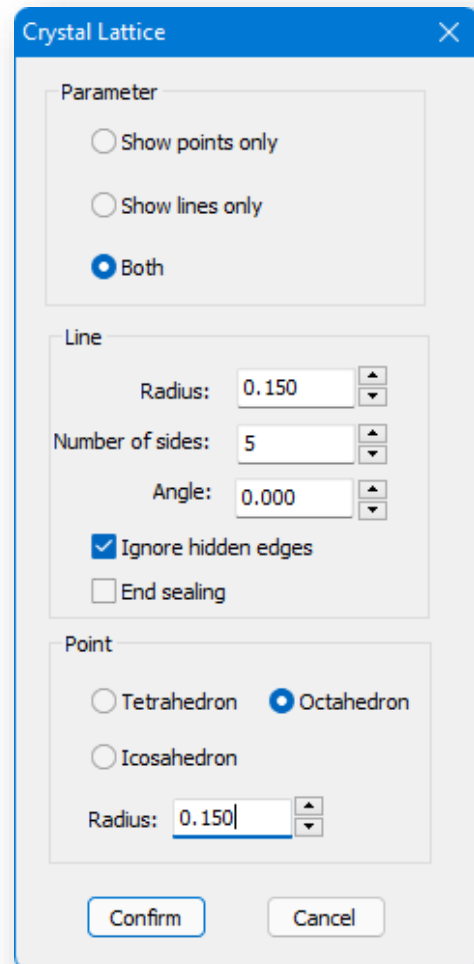 Crystal Lattice
Parameter
Show points only
Show lines only
Both
Line
Radius: 0.150
Number of sides: 5
Angle: 0.000
Ignore hidden edges
End sealing
Point
Tetrahedron Octahedron
Icosahedron
Radius: 0.150
Confirm Cancel